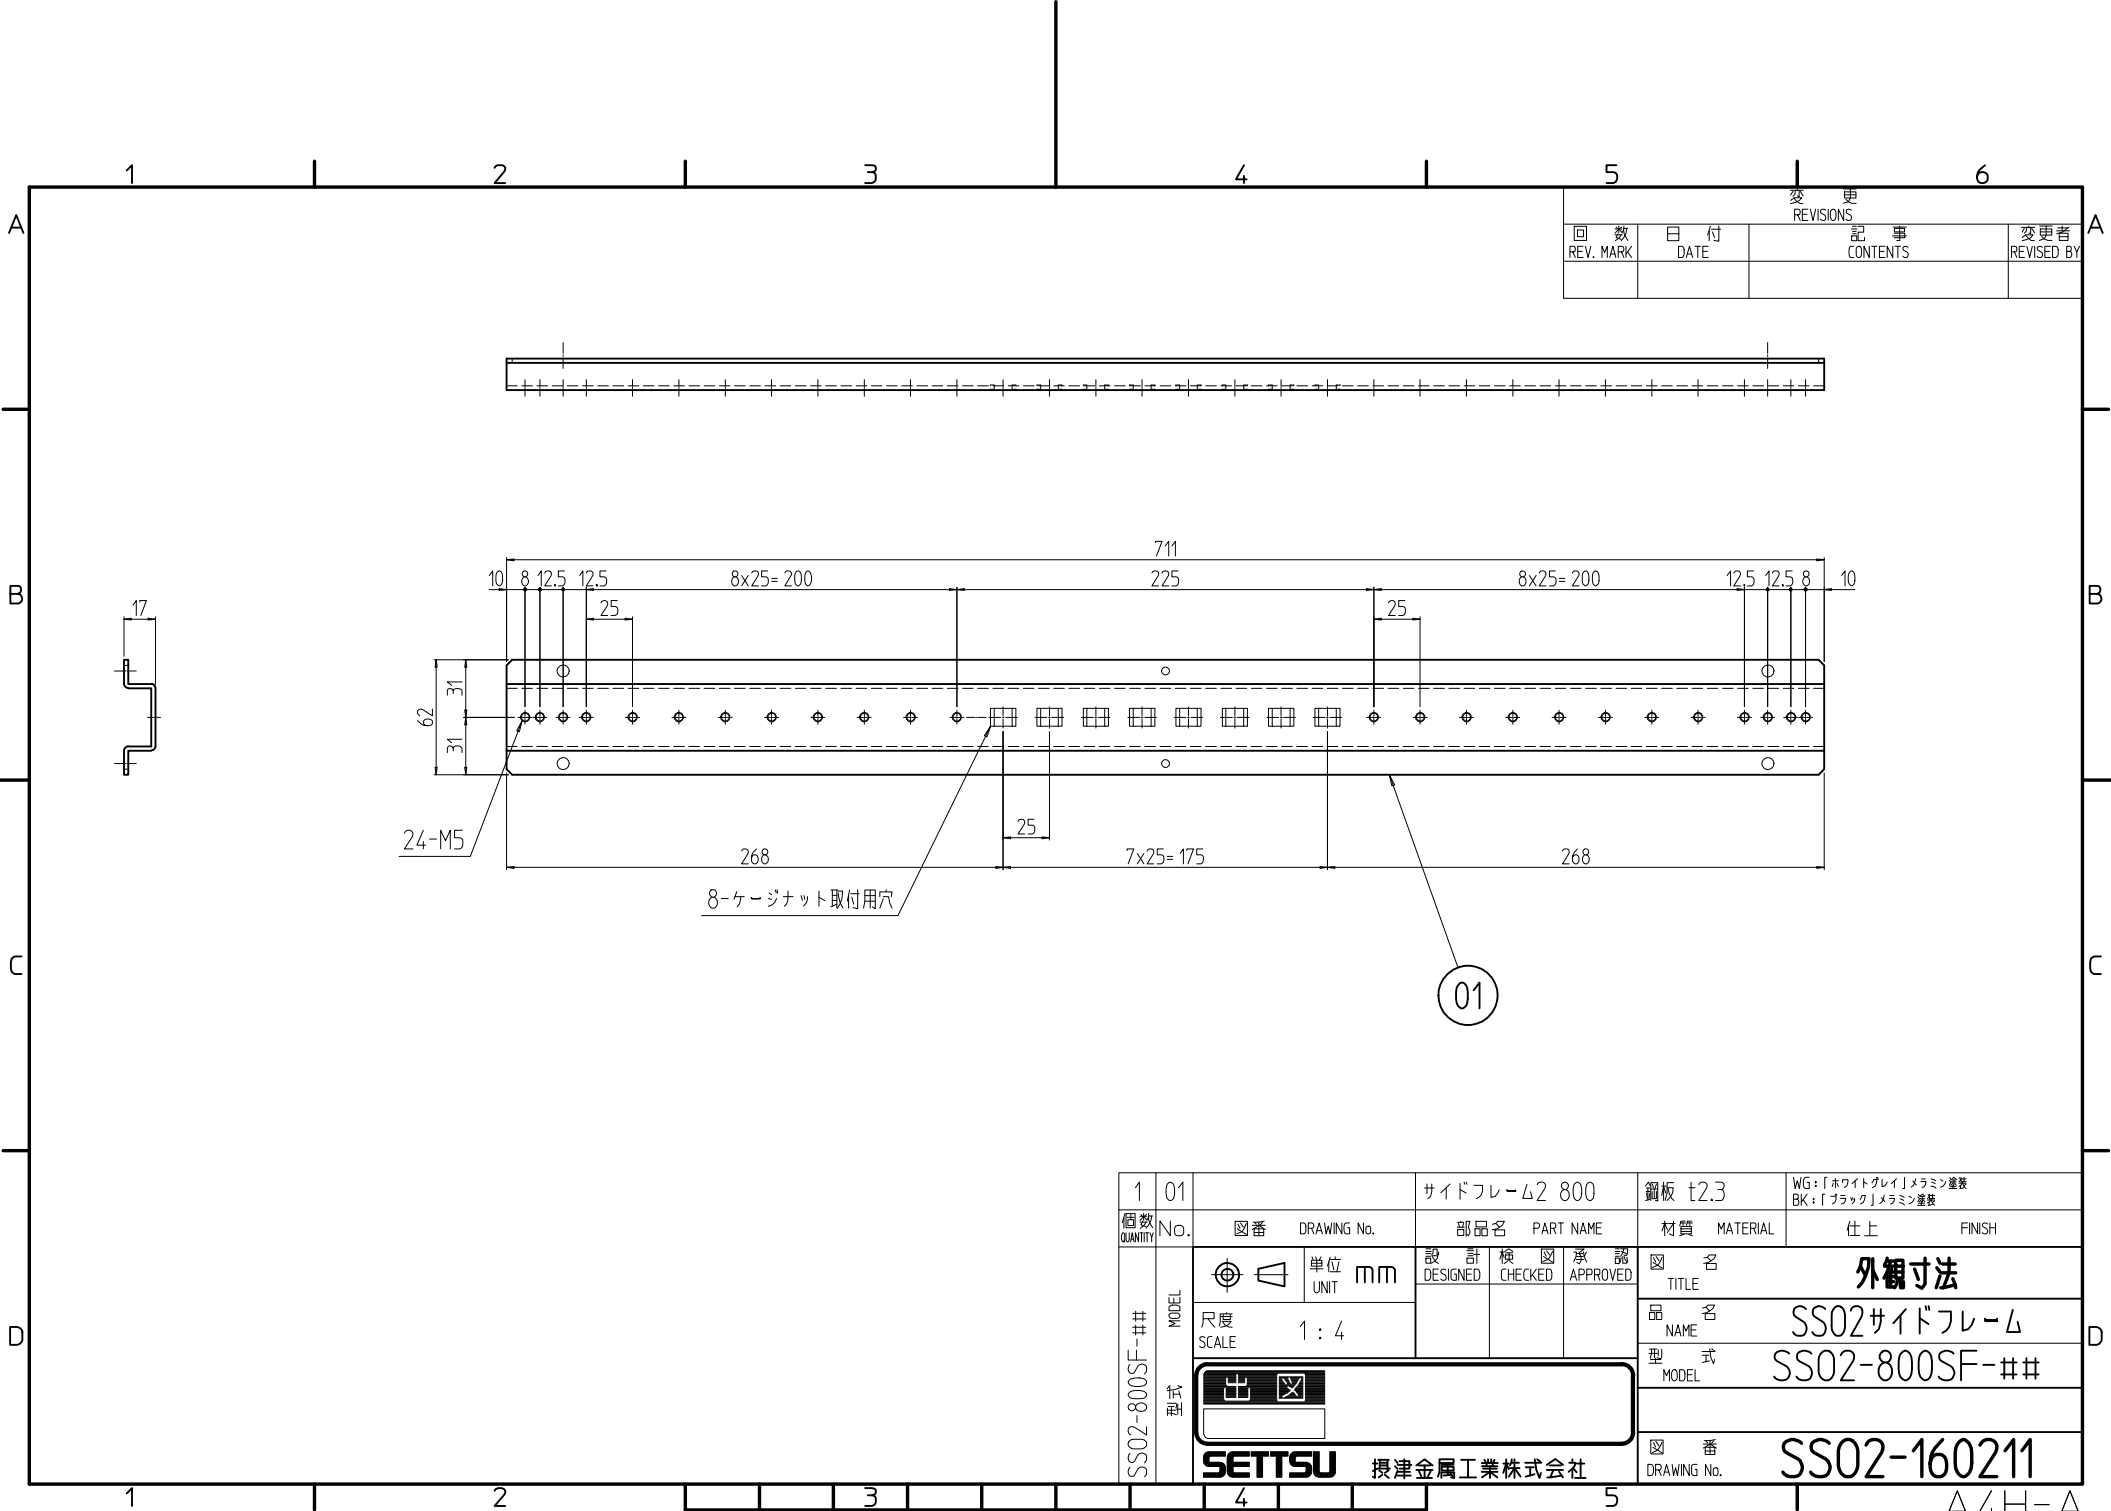 1 2 3 4 5 6
A A
変 更
REVISIONS
回 数 日 付 記 事 変更者
REV. MARK DATE CONTENTS REVISED BY
711
10 8 12.5 12.5 8x25=200 225 8x25=200 12.5 12.5 8 10
B B
17 25 25
31
62
31
24-M5
25
268 7x25=175 268
8-ケージナット取付用穴
C C
01
1 01 サイドフレーム2 800 鋼板 t2.3 WG:「ホワイトグレイ」メラミン塗装
BK:「ブラック」メラミン塗装
個数 No. 図番 DRAWING No. 部品名 PART NAME 材質 MATERIAL 仕上 FINISH
QUANTITY
単位 mm 設 計 検 図 承 認 図 名 外観寸法
UNIT DESIGNED CHECKED APPROVED TITLE
D D
尺度 1:4 品 名 SS02サイドフレーム
SCALE NAME
型 式 SS02-800SF-##
MODEL
MODEL 型式
SS02-800SF-##
出 図
図 番 SS02-160211
DRAWING No.
SETTSU 摂津金属工業株式会社
1 2 3 4 5